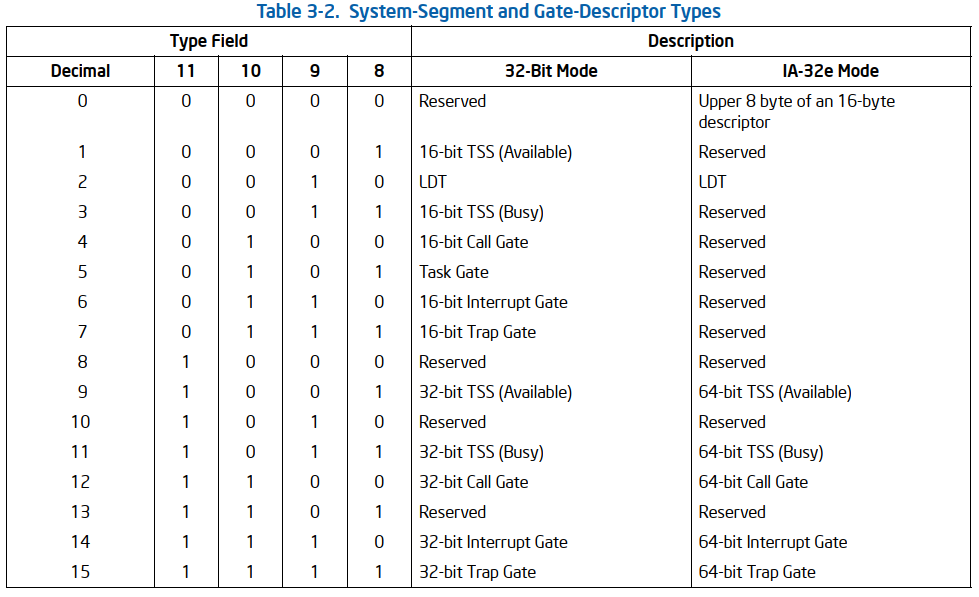 Table 3-2. System-Segment and Gate-Descriptor Types
Type Field Description
Decimal 11 10 9 8 32-Bit Mode IA-32e Mode
0 0 0 0 0 Reserved Upper 8 byte of an 16-byte
descriptor
1 0 0 0 1 16-bit TSS (Available) Reserved
2 0 0 1 0 LDT LDT
3 0 0 1 1 16-bit TSS (Busy) Reserved
4 0 1 0 0 16-bit Call Gate Reserved
5 0 1 0 1 Task Gate Reserved
6 0 1 1 0 16-bit Interrupt Gate Reserved
7 0 1 1 1 16-bit Trap Gate Reserved
8 1 0 0 0 Reserved Reserved
9 1 0 0 1 32-bit TSS (Available) 64-bit TSS (Available)
10 1 0 1 0 Reserved Reserved
11 1 0 1 1 32-bit TSS (Busy) 64-bit TSS (Busy)
12 1 1 0 0 32-bit Call Gate 64-bit Call Gate
13 1 1 0 1 Reserved Reserved
14 1 1 1 0 32-bit Interrupt Gate 64-bit Interrupt Gate
15 1 1 1 1 32-bit Trap Gate 64-bit Trap Gate